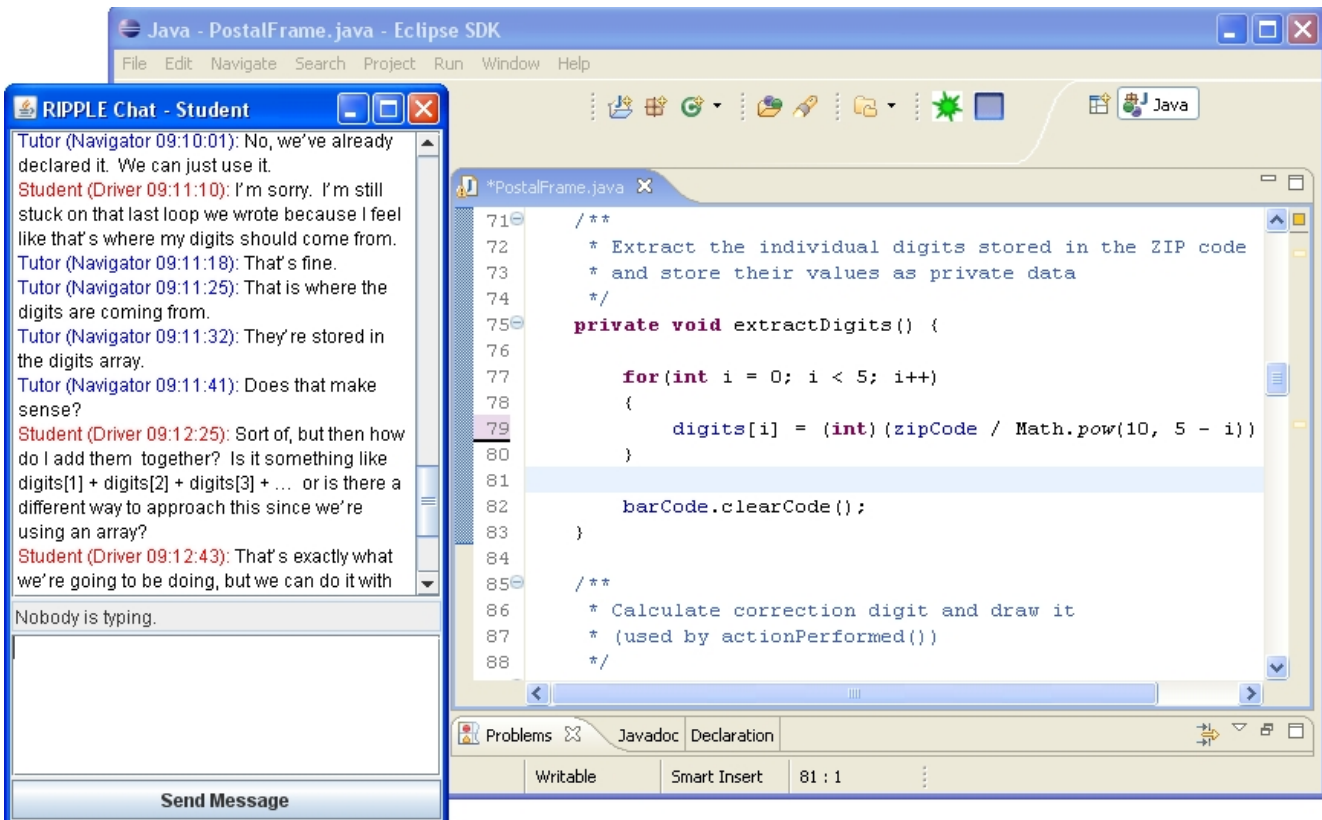 Java - PostalFrame.java - Eclipse SDK
File Edit Navigate Search Project Run Window Help
Java
RIPPLE Chat - Student
Tutor (Navigator 09:10:01): No, we've already
declared it. We can just use it.
Student (Driver 09:11:10): I'm sorry. I'm still
stuck on that last loop we wrote because I feel
like that's where my digits should come from.
Tutor (Navigator 09:11:18): That's fine.
Tutor (Navigator 09:11:25): That is where the
digits are coming from.
Tutor (Navigator 09:11:32): They're stored in
the digits array.
Tutor (Navigator 09:11:41): Does that make
sense?
Student (Driver 09:12:25): Sort of, but then how
do I add them together? Is it something like
digits[1] + digits[2] + digits[3] + ... or is there a
different way to approach this since we're
using an array?
Student (Driver 09:12:43): That's exactly what
we're going to be doing, but we can do it with
Nobody is typing.
Send Message
*PostalFrame.java
71 /**
72 * Extract the individual digits stored in the ZIP code
73 * and store their values as private data
74 */
75 private void extractDigits() {
76
77 for(int i = 0; i < 5; i++)
78 {
79 digits[i] = (int)(zipCode / Math.pow(10, 5 - i))
80 }
81
82 barCode.clearCode();
83 }
84
85 /**
86 * Calculate correction digit and draw it
87 * (used by actionPerformed())
88 */
Problems Javadoc Declaration
Writable Smart Insert 81 : 1